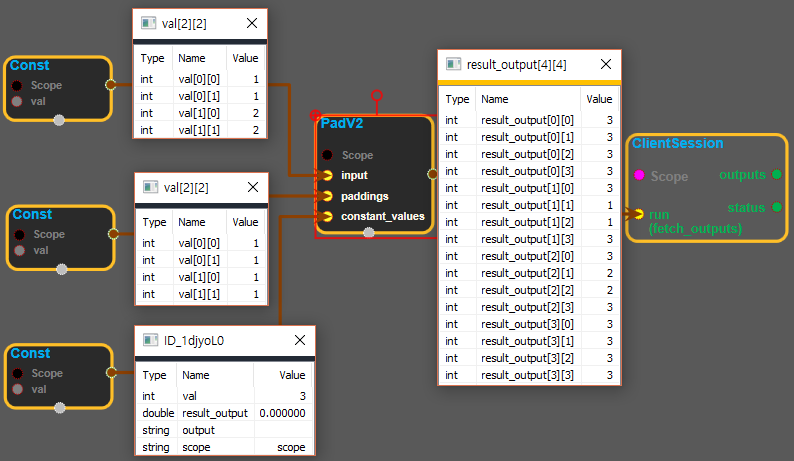 val[2][2]
Type Name Value
int val[0][0] 1
int val[0][1] 1
int val[1][0] 2
int val[1][1] 2
Const
Scope
val
val[2][2]
Type Name Value
int val[0][0] 1
int val[0][1] 1
int val[1][0] 1
int val[1][1] 1
Const
Scope
val
ID_1djyoL0
Type Name Value
int val 3
double result_output 0.000000
string output
string scope scope
Const
Scope
val
PadV2
Scope
input
paddings
constant_values
result_output[4][4]
Type Name Value
int result_output[0][0] 3
int result_output[0][1] 3
int result_output[0][2] 3
int result_output[0][3] 3
int result_output[1][0] 3
int result_output[1][1] 1
int result_output[1][2] 1
int result_output[1][3] 3
int result_output[2][0] 3
int result_output[2][1] 2
int result_output[2][2] 2
int result_output[2][3] 3
int result_output[3][0] 3
int result_output[3][1] 3
int result_output[3][2] 3
int result_output[3][3] 3
ClientSession
Scope outputs
status
run
(fetch_outputs)